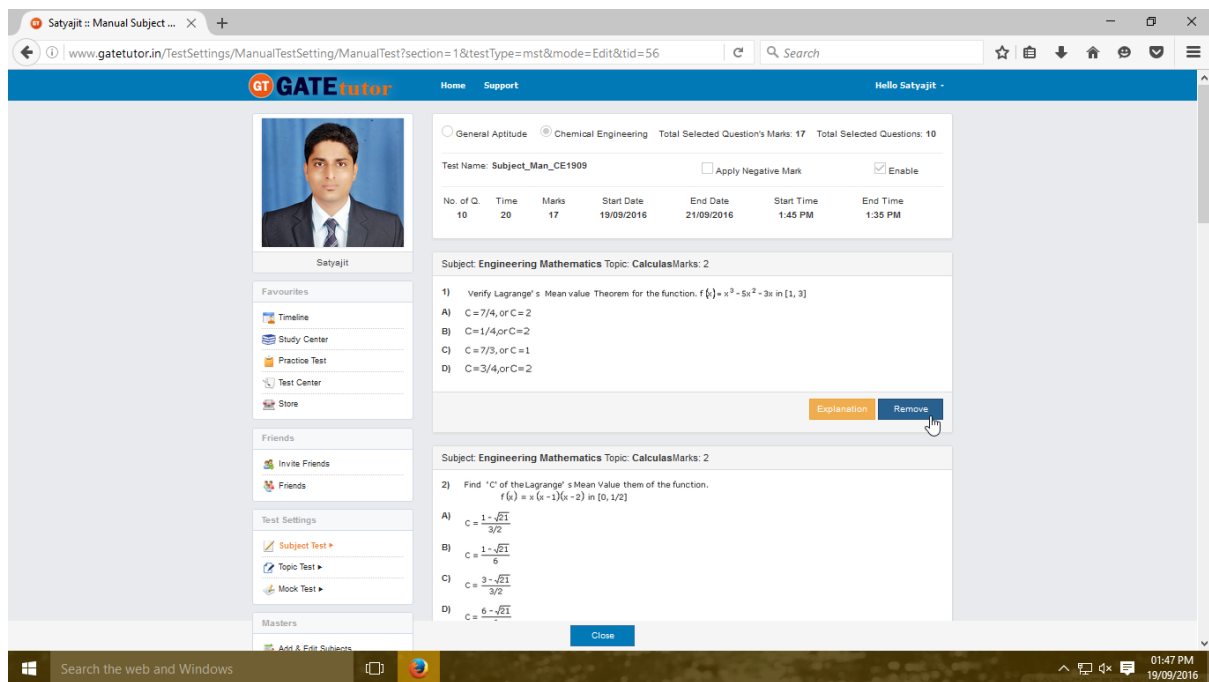 Satyajit :: Manual Subject ...
www.gatetutor.in/TestSettings/ManualTestSetting/ManualTest?section=1&testType=mst&mode=Edit&tid=56
Search
GT GATEtutor
Home Support Hello Satyajit
General Aptitude Chemical Engineering Total Selected Question's Marks: 17 Total Selected Questions: 10
Test Name: Subject_Man_CE1909 Apply Negative Mark Enable
No. of Q. Time Marks Start Date End Date Start Time End Time
10 20 17 19/09/2016 21/09/2016 1:45 PM 1:35 PM
Satyajit
Favourites
Timeline
Study Center
Practice Test
Test Center
Store
Friends
Invite Friends
Friends
Test Settings
Subject Test ▸
Topic Test ▸
Mock Test ▸
Masters
Add & Edit Subjects
Subject: Engineering Mathematics Topic: CalculasMarks: 2
1) Verify Lagrange' s Mean value Theorem for the function. f (x) = x³ - 5x² - 3x in [1, 3]
A) C = 7/4, or C = 2
B) C=1/4,orC=2
C) C = 7/3, or C = 1
D) C=3/4,orC=2
Explanation Remove
Subject: Engineering Mathematics Topic: CalculasMarks: 2
2) Find 'C' of the Lagrange' s Mean Value them of the function.
f (x) = x (x - 1)(x - 2) in [0, 1/2]
A) C = (1 - √21)/(3/2)
B) C = (1 - √21)/6
C) C = (3 - √21)/(3/2)
D) C = 6 - √21
Close
Search the web and Windows
01:47 PM
19/09/2016